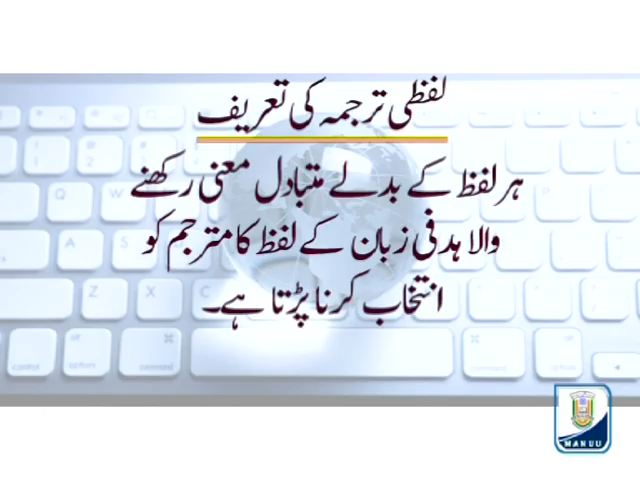 لفظی ترجمہ کی تعریف
ہر لفظ کے بدلے متبادل معنی رکھنے
والا ہدفی زبان کے لفظ کا مترجم کو
انتخاب کرنا پڑتا ہے۔
MANUU